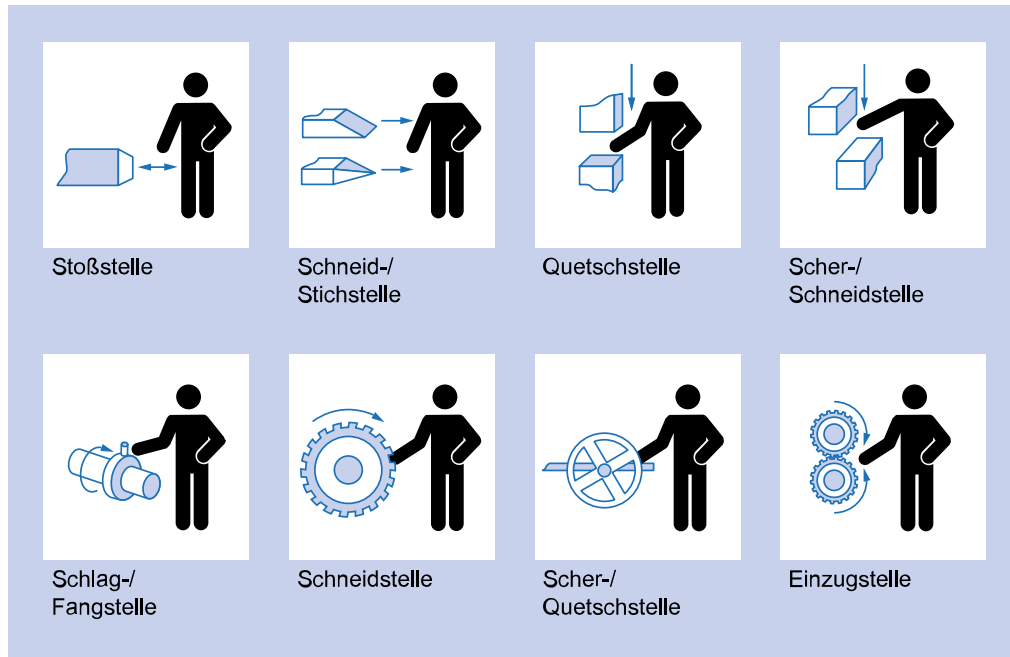 Stoßstelle
Schneid-/
Stichstelle
Quetschstelle
Scher-/
Schneidstelle
Schlag-/
Fangstelle
Schneidstelle
Scher-/
Quetschstelle
Einzugstelle